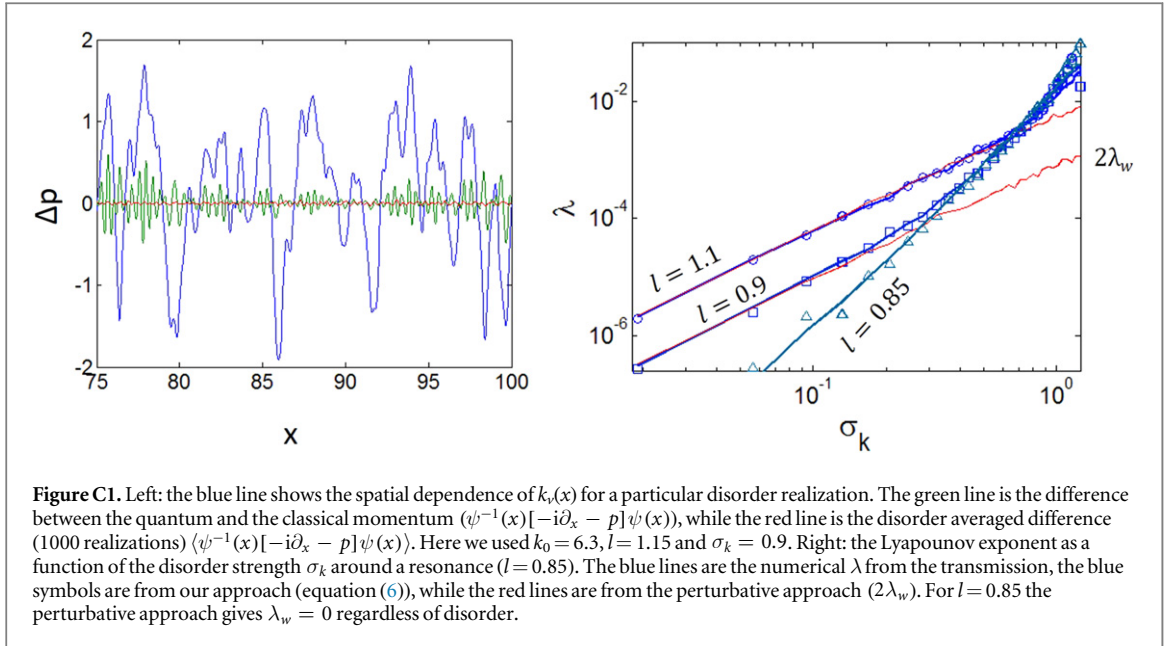 2
1
0
-1
-2
Δp
75
80
85
90
95
100
x
10⁻²
10⁻⁴
10⁻⁶
λ
l = 1.1
l = 0.9
l = 0.85
2λ_w
10⁻¹
10⁰
σ_k
Figure C1. Left: the blue line shows the spatial dependence of k_v(x) for a particular disorder realization. The green line is the difference
between the quantum and the classical momentum (ψ⁻¹(x)[−i∂_x − p]ψ(x)), while the red line is the disorder averaged difference
(1000 realizations) ⟨ψ⁻¹(x)[−i∂_x − p]ψ(x)⟩. Here we used k₀ = 6.3, l = 1.15 and σ_k = 0.9. Right: the Lyapounov exponent as a
function of the disorder strength σ_k around a resonance (l = 0.85). The blue lines are the numerical λ from the transmission, the blue
symbols are from our approach (equation (6)), while the red lines are from the perturbative approach (2λ_w). For l = 0.85 the
perturbative approach gives λ_w = 0 regardless of disorder.